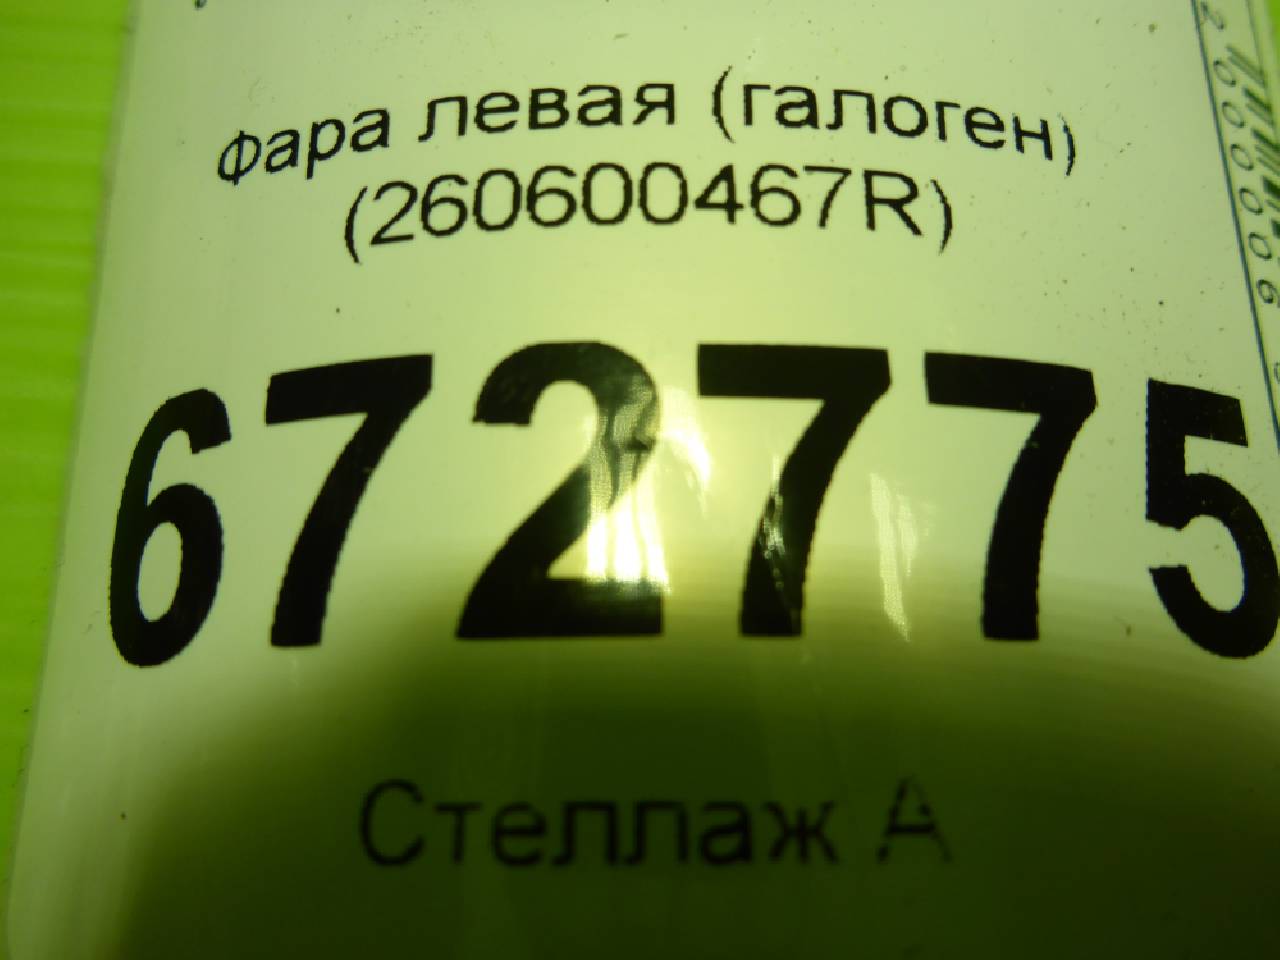 Фара левая (галоген)
(260600467R)
672775
Стеллаж А